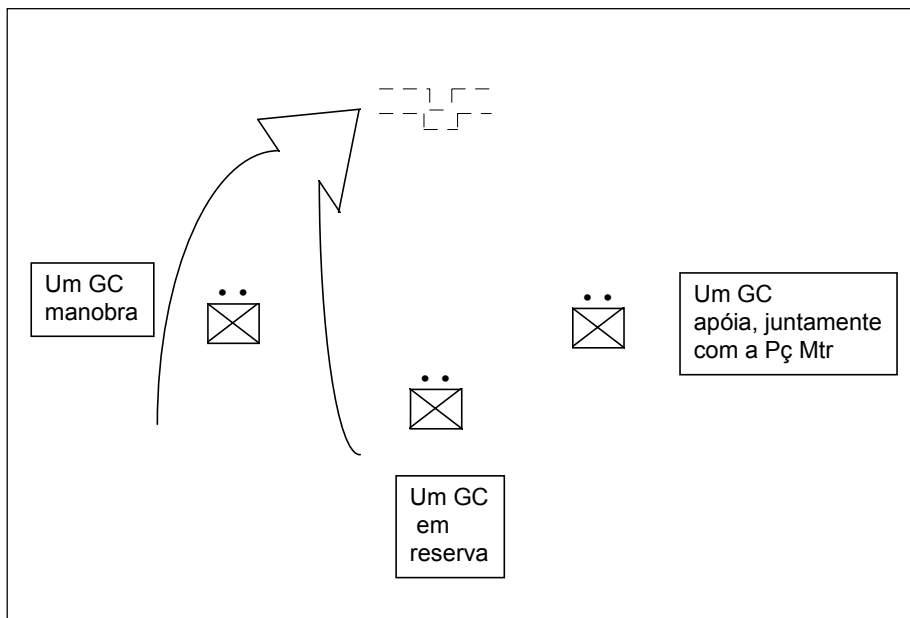 Um GC
manobra
Um GC
apóia, juntamente
com a Pç Mtr
Um GC
em
reserva